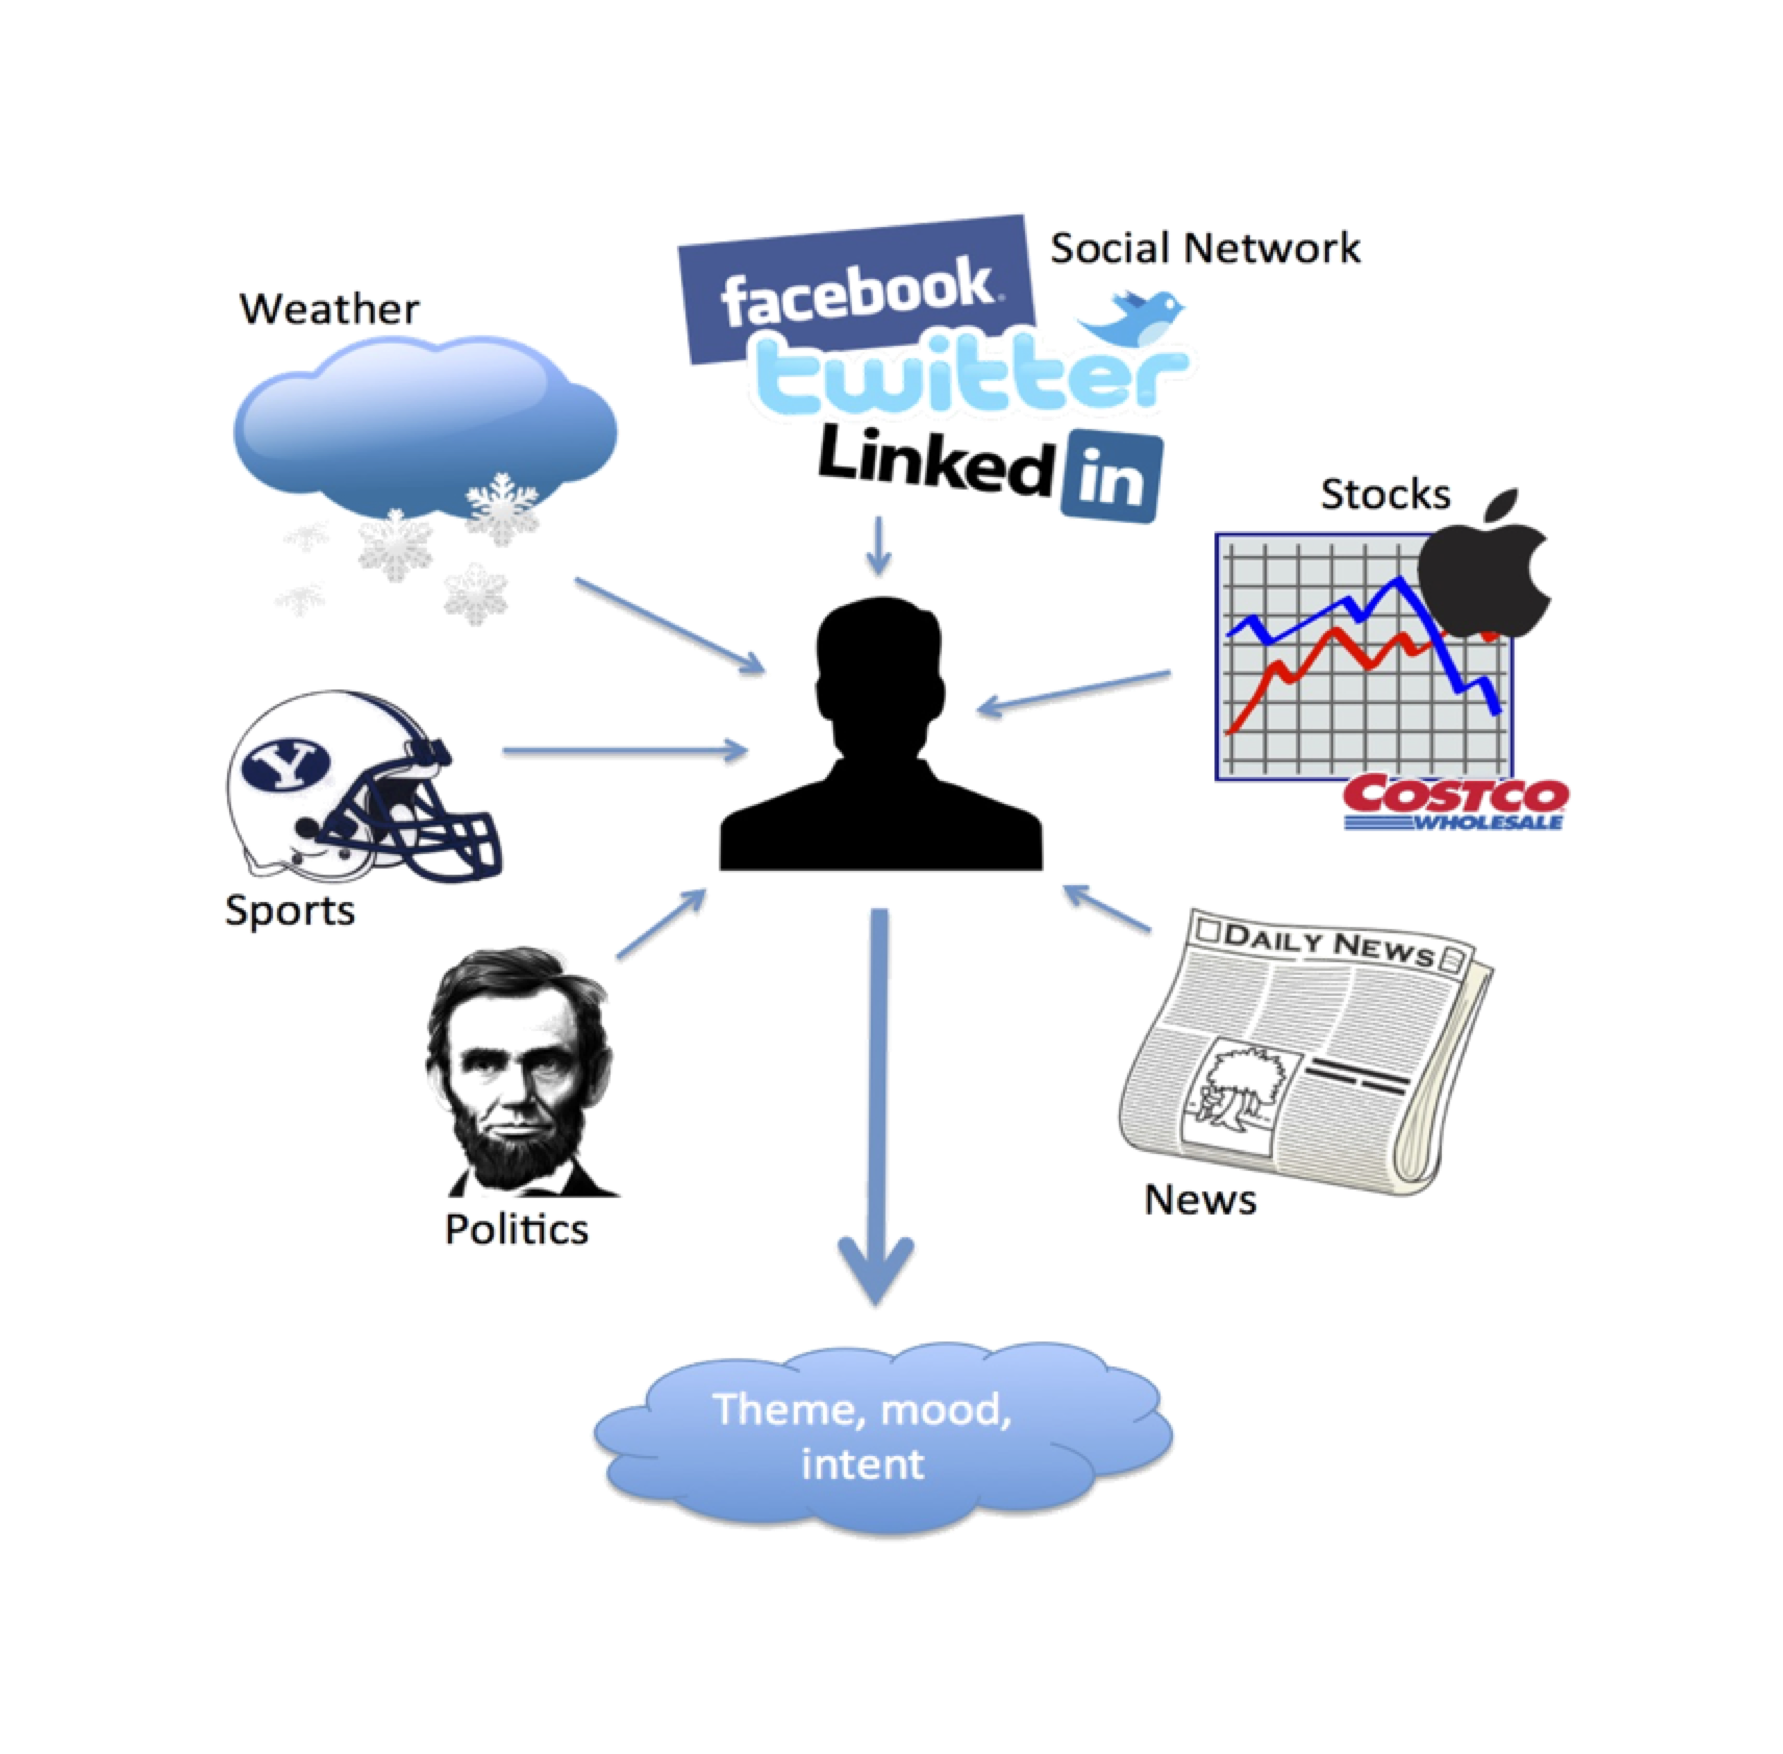 Social Network
facebook
Weather
twitter
Linked in
Stocks
Y
COSTCO
WHOLESALE
Sports
DAILY NEWS
News
Politics
Theme, mood,
intent